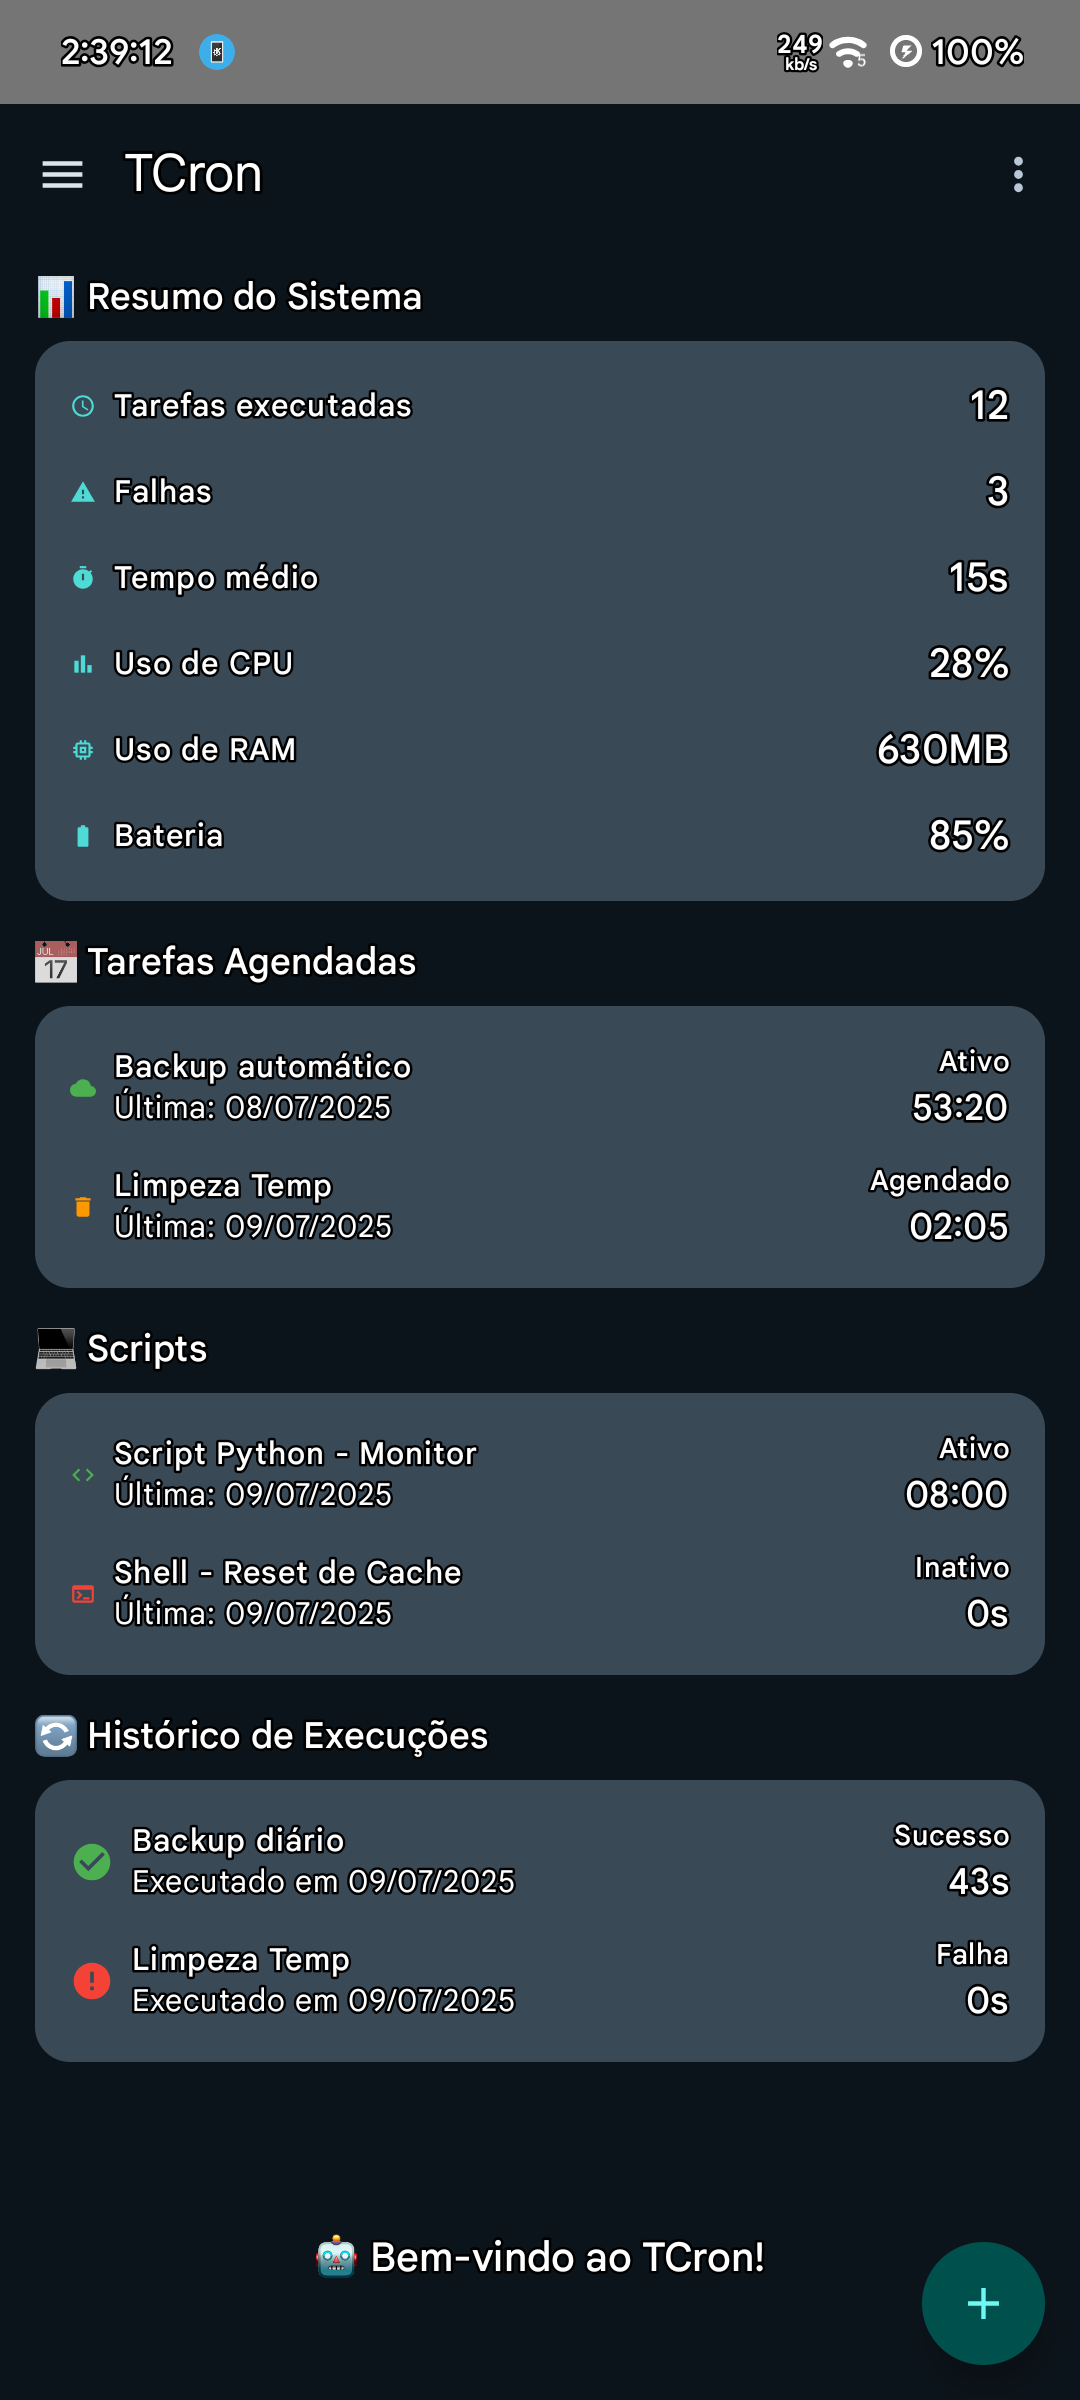 2:39:12
249
kb/s
5
100%
TCron
Resumo do Sistema
Tarefas executadas 12
Falhas 3
Tempo médio 15s
Uso de CPU 28%
Uso de RAM 630MB
Bateria 85%
JUL
17
Tarefas Agendadas
Backup automático Ativo
Última: 08/07/2025 53:20
Limpeza Temp Agendado
Última: 09/07/2025 02:05
Scripts
Script Python - Monitor Ativo
Última: 09/07/2025 08:00
Shell - Reset de Cache Inativo
Última: 09/07/2025 0s
Histórico de Execuções
Backup diário Sucesso
Executado em 09/07/2025 43s
Limpeza Temp Falha
Executado em 09/07/2025 0s
Bem-vindo ao TCron!